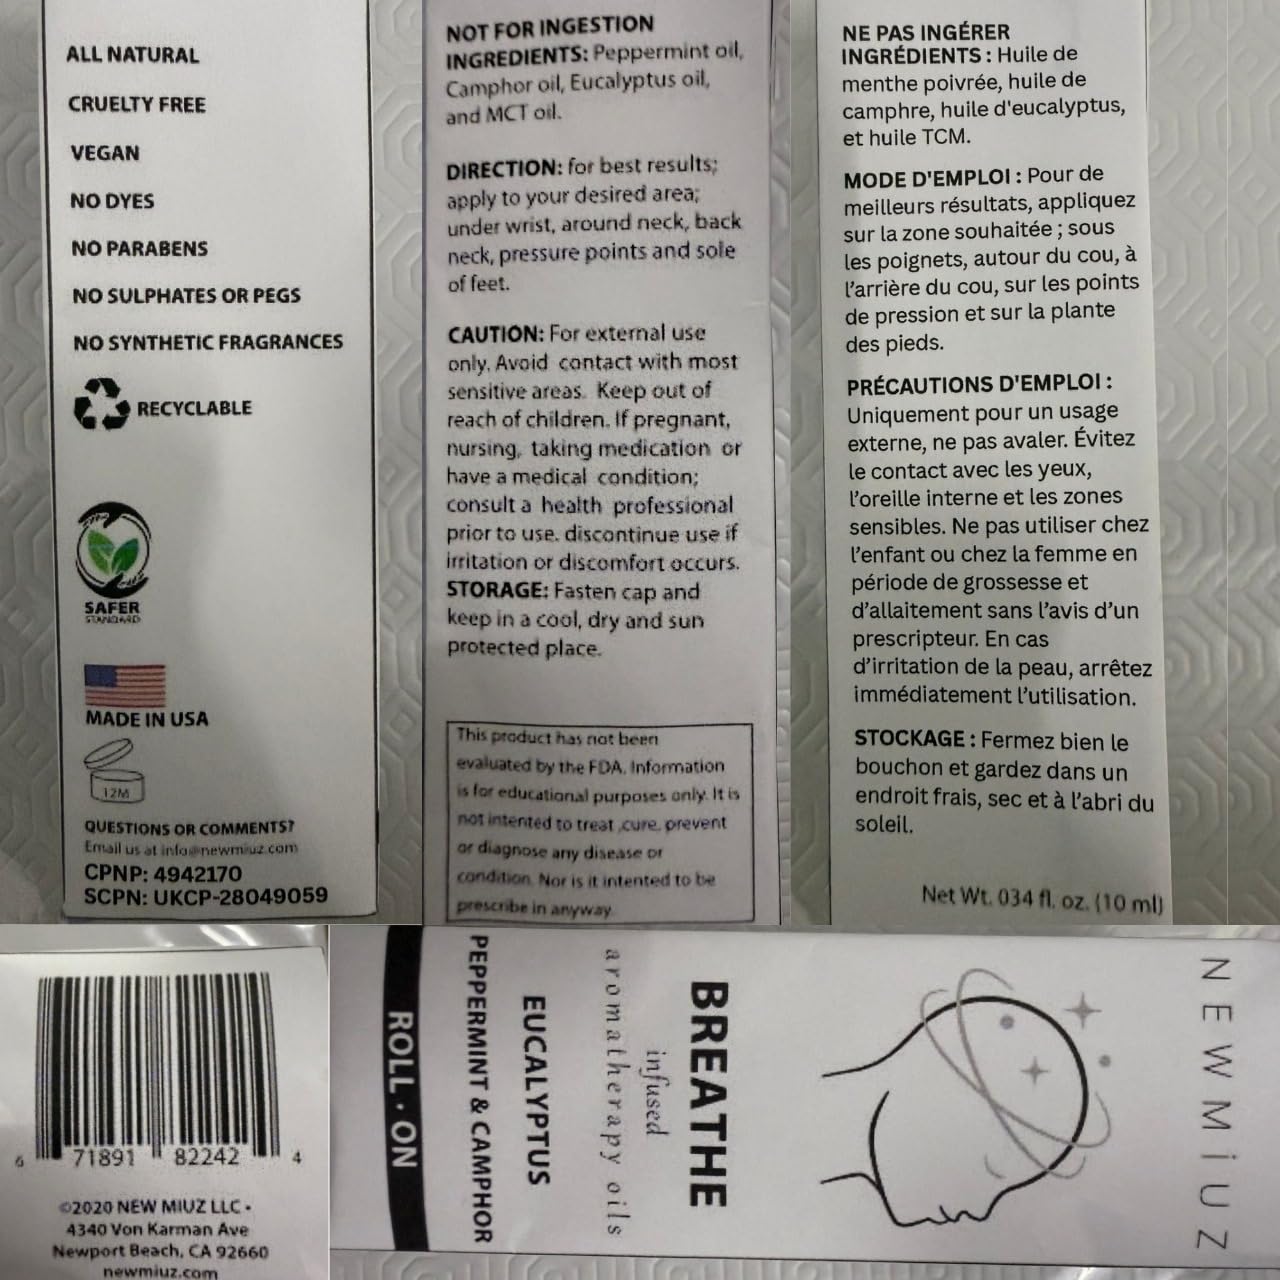 ALL NATURAL
CRUELTY FREE
VEGAN
NO DYES
NO PARABENS
NO SULPHATES OR PEGS
NO SYNTHETIC FRAGRANCES
RECYCLABLE
SAFER
STANDARD
MADE IN USA
12M
QUESTIONS OR COMMENTS?
Email us at info@newmiuz.com
CPNP: 4942170
SCPN: UKCP-28049059
NOT FOR INGESTION
INGREDIENTS: Peppermint oil,
Camphor oil, Eucalyptus oil,
and MCT oil.
DIRECTION: for best results;
apply to your desired area;
under wrist, around neck, back
neck, pressure points and sole
of feet.
CAUTION: For external use
only. Avoid contact with most
sensitive areas. Keep out of
reach of children. If pregnant,
nursing, taking medication or
have a medical condition;
consult a health professional
prior to use. discontinue use if
irritation or discomfort occurs.
STORAGE: Fasten cap and
keep in a cool, dry and sun
protected place.
This product has not been
evaluated by the FDA. Information
is for educational purposes only. It is
not intented to treat ,cure, prevent
or diagnose any disease or
condition. Nor is it intented to be
prescribe in anyway
NE PAS INGÉRER
INGRÉDIENTS : Huile de
menthe poivrée, huile de
camphre, huile d'eucalyptus,
et huile TCM.
MODE D'EMPLOI : Pour de
meilleurs résultats, appliquez
sur la zone souhaitée ; sous
les poignets, autour du cou, à
l'arrière du cou, sur les points
de pression et sur la plante
des pieds.
PRÉCAUTIONS D'EMPLOI :
Uniquement pour un usage
externe, ne pas avaler. Évitez
le contact avec les yeux,
l'oreille interne et les zones
sensibles. Ne pas utiliser chez
l'enfant ou chez la femme en
période de grossesse et
d'allaitement sans l'avis d'un
prescripteur. En cas
d'irritation de la peau, arrêtez
immédiatement l'utilisation.
STOCKAGE : Fermez bien le
bouchon et gardez dans un
endroit frais, sec et à l'abri du
soleil.
Net Wt. 034 fl. oz. (10 ml)
6 71891 82242 4
©2020 NEW MIUZ LLC •
4340 Von Karman Ave
Newport Beach, CA 92660
newmiuz.com
NEWMiUZ
BREATHE
infused
aromatherapy oils
EUCALYPTUS
PEPPERMINT & CAMPHOR
ROLL • ON